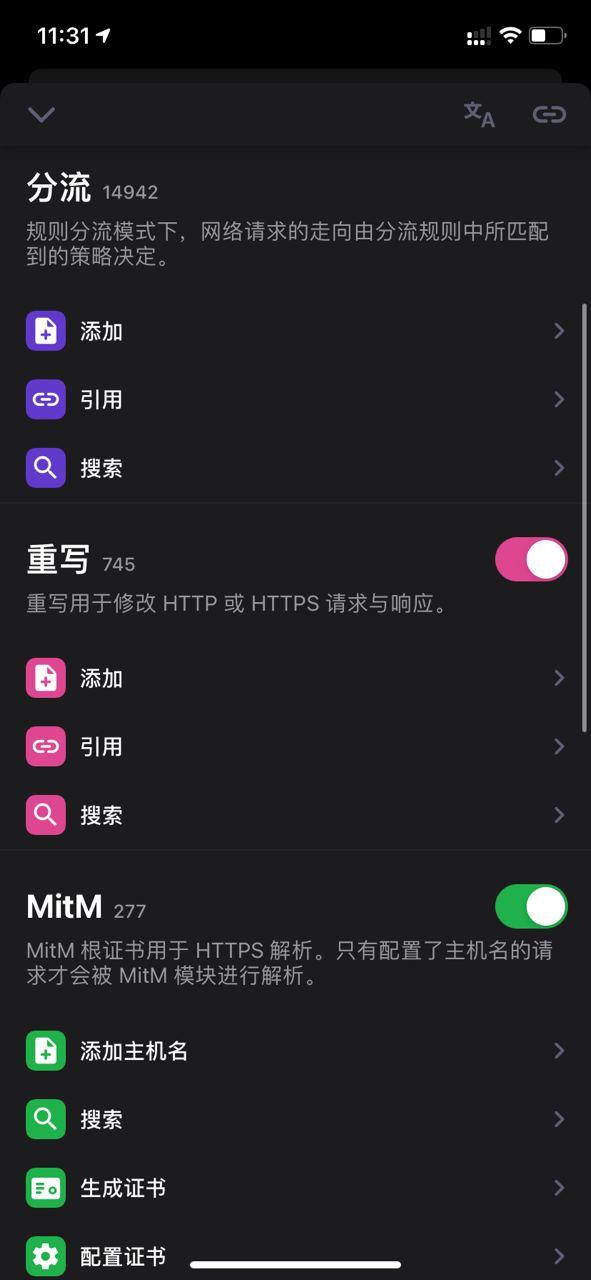 11:31
文A
分流 14942
规则分流模式下，网络请求的走向由分流规则中所匹配
到的策略决定。
添加
引用
搜索
重写 745
重写用于修改 HTTP 或 HTTPS 请求与响应。
添加
引用
搜索
MitM 277
MitM 根证书用于 HTTPS 解析。只有配置了主机名的请
求才会被 MitM 模块进行解析。
添加主机名
搜索
生成证书
配置证书